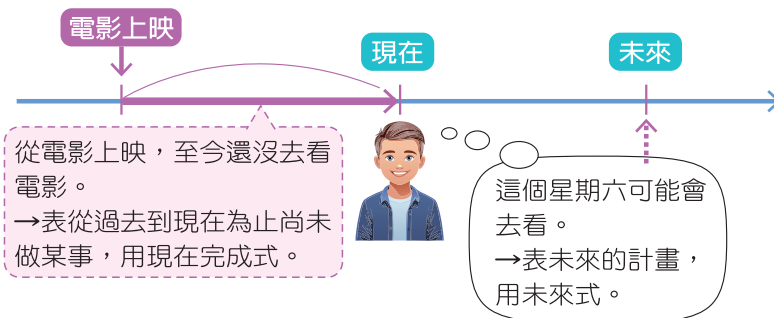 電影上映
現在
未來
從電影上映，至今還沒去看
電影。
→表從過去到現在為止尚未
做某事，用現在完成式。
這個星期六可能會
去看。
→表未來的計畫，
用未來式。